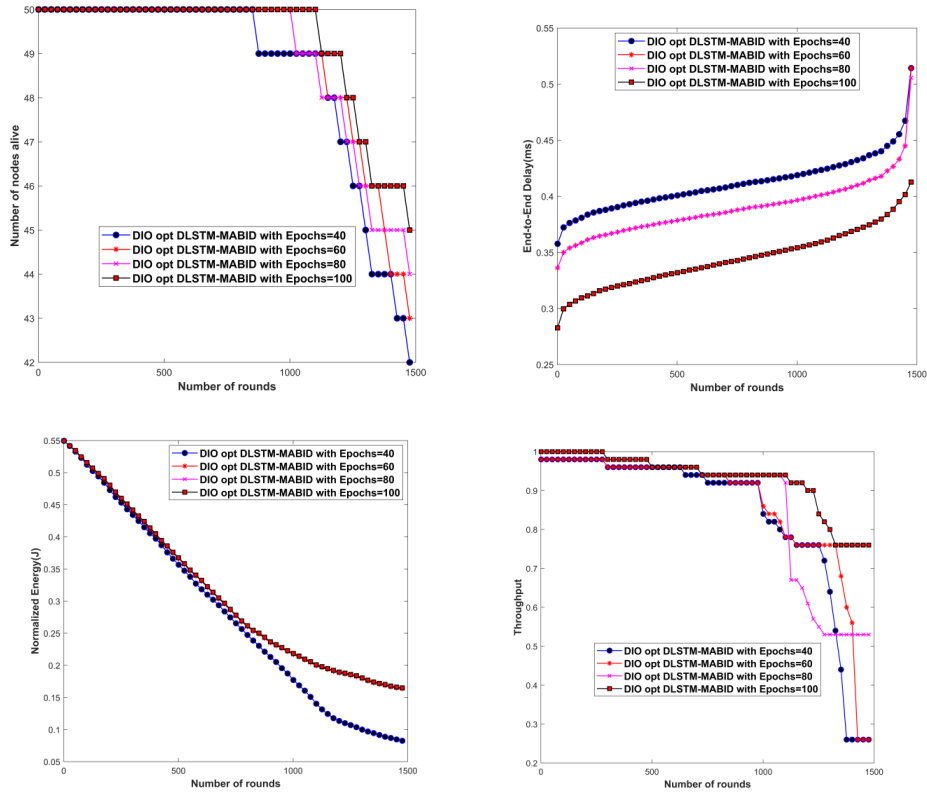 50
49
48
47
46
45
44
43
42
Number of nodes alive
DIO opt DLSTM-MABID with Epochs=40
DIO opt DLSTM-MABID with Epochs=60
DIO opt DLSTM-MABID with Epochs=80
DIO opt DLSTM-MABID with Epochs=100
0 500 1000 1500
Number of rounds
0.5
0.45
0.4
0.35
0.3
0.25
End-to-End Delay(ms)
DIO opt DLSTM-MABID with Epochs=40
DIO opt DLSTM-MABID with Epochs=60
DIO opt DLSTM-MABID with Epochs=80
DIO opt DLSTM-MABID with Epochs=100
0 500 1000 1500
Number of rounds
0.55
0.5
0.45
0.4
0.35
0.3
0.25
0.2
0.15
0.1
0.05
Normalized Energy(J)
DIO opt DLSTM-MABID with Epochs=40
DIO opt DLSTM-MABID with Epochs=60
DIO opt DLSTM-MABID with Epochs=80
DIO opt DLSTM-MABID with Epochs=100
0 500 1000 1500
Number of rounds
1
0.9
0.8
0.7
0.6
0.5
0.4
0.3
0.2
Throughput
DIO opt DLSTM-MABID with Epochs=40
DIO opt DLSTM-MABID with Epochs=60
DIO opt DLSTM-MABID with Epochs=80
DIO opt DLSTM-MABID with Epochs=100
0 500 1000 1500
Number of rounds